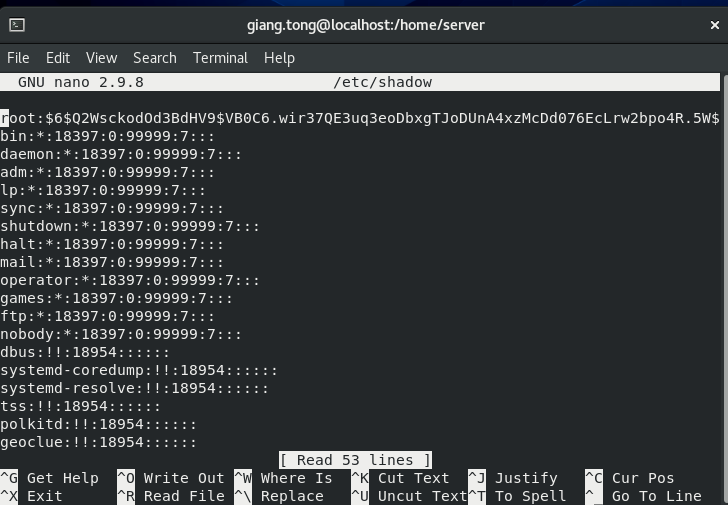 giang.tong@localhost:/home/server
File Edit View Search Terminal Help
GNU nano 2.9.8 /etc/shadow
root:$6$Q2WsckodOd3BdHV9$VB0C6.wir37QE3uq3eoDbxgTJoDUnA4xzMcDd076EcLrw2bpo4R.5W$
bin:*:18397:0:99999:7:::
daemon:*:18397:0:99999:7:::
adm:*:18397:0:99999:7:::
lp:*:18397:0:99999:7:::
sync:*:18397:0:99999:7:::
shutdown:*:18397:0:99999:7:::
halt:*:18397:0:99999:7:::
mail:*:18397:0:99999:7:::
operator:*:18397:0:99999:7:::
games:*:18397:0:99999:7:::
ftp:*:18397:0:99999:7:::
nobody:*:18397:0:99999:7:::
dbus:!!:18954::::::
systemd-coredump:!!:18954::::::
systemd-resolve:!!:18954::::::
tss:!!:18954::::::
polkitd:!!:18954::::::
geoclue:!!:18954::::::
[ Read 53 lines ]
^G Get Help ^O Write Out ^W Where Is ^K Cut Text ^J Justify ^C Cur Pos
^X Exit ^R Read File ^\ Replace ^U Uncut Text ^T To Spell ^_ Go To Line